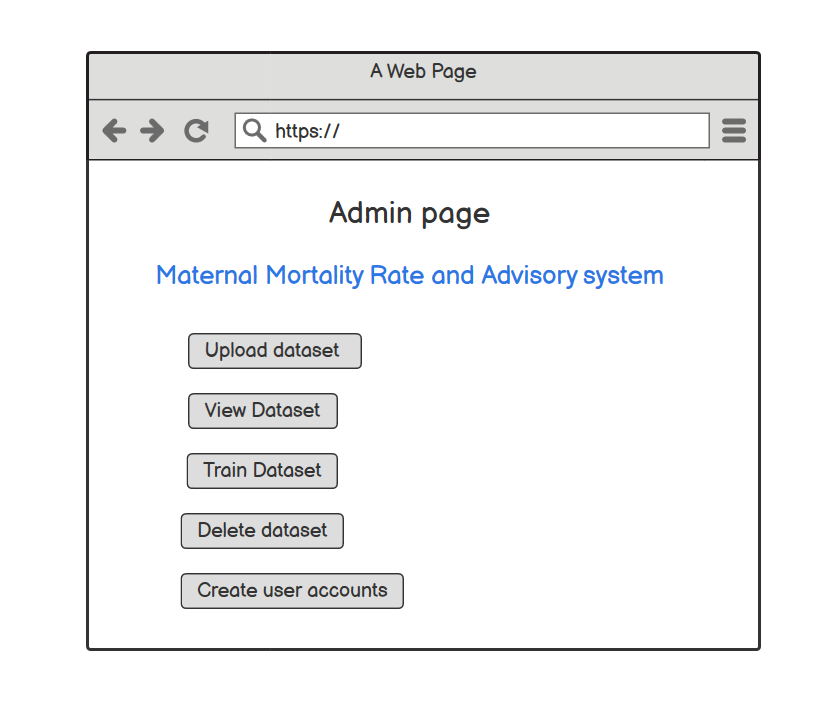 A Web Page
https://
Admin page
Maternal Mortality Rate and Advisory system
Upload dataset
View Dataset
Train Dataset
Delete dataset
Create user accounts